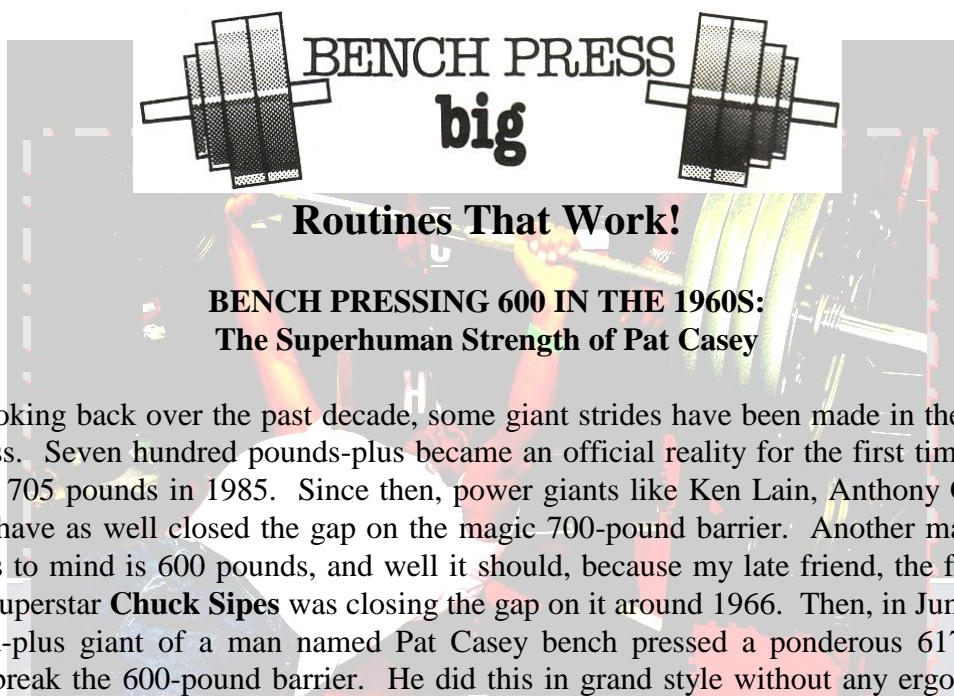 BENCH PRESS
big
Routines That Work!
BENCH PRESSING 600 IN THE 1960S:
The Superhuman Strength of Pat Casey
oking back over the past decade, some giant strides have been made in the
ss. Seven hundred pounds-plus became an official reality for the first tim
705 pounds in 1985. Since then, power giants like Ken Lain, Anthony
have as well closed the gap on the magic 700-pound barrier. Another ma
s to mind is 600 pounds, and well it should, because my late friend, the f
uperstar Chuck Sipes was closing the gap on it around 1966. Then, in Jun
-plus giant of a man named Pat Casey bench pressed a ponderous 617
break the 600-pound barrier. He did this in grand style without any ergo